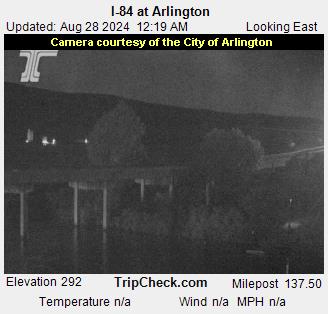 I-84 at Arlington
Updated: Aug 28 2024 12:19 AM Looking East
Camera courtesy of the City of Arlington
Elevation 292 TripCheck.com Milepost 137.50
Temperature n/a Wind n/a MPH n/a